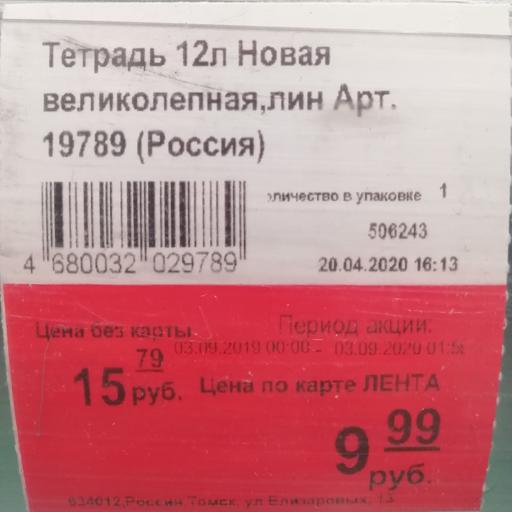 Тетрадь 12л Новая
великолепная,лин Арт.
19789 (Россия)
оличество в упаковке 1
506243
4 680032 029789
20.04.2020 16:13
Цена без карты
Период акции:
03.09.2019 00:00 - 03.09.2020 01:5
15 79 руб.
Цена по карте ЛЕНТА
9 99 руб.
634012,Россия,Томск, ул.Елизаровых, 13